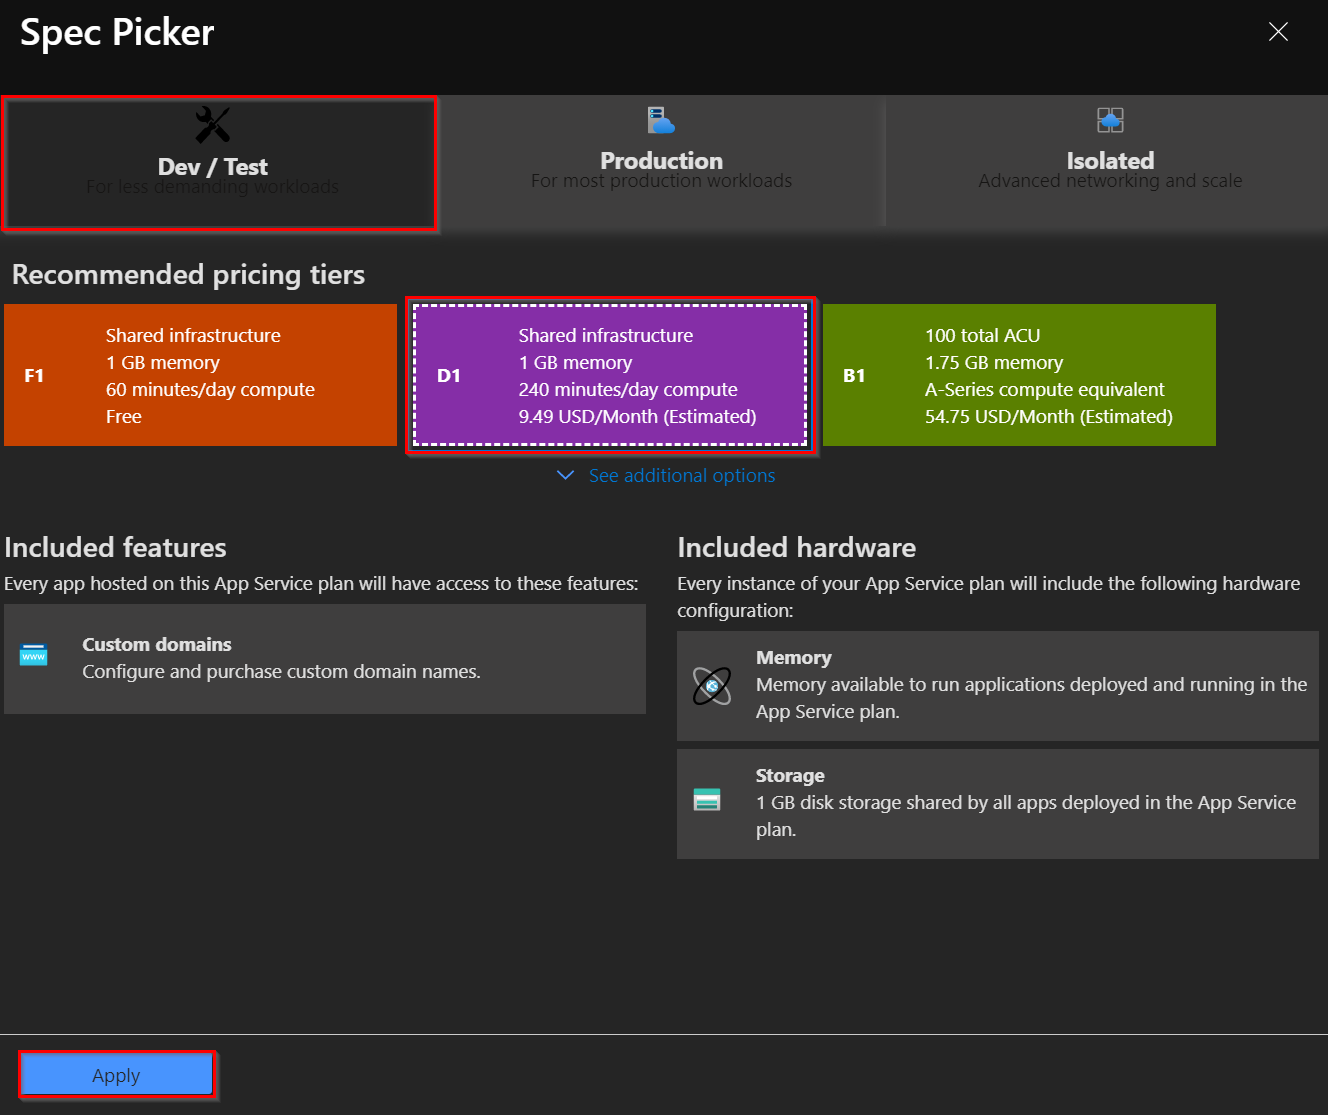 Spec Picker
Dev / Test
For less demanding workloads
Production
For most production workloads
Isolated
Advanced networking and scale
Recommended pricing tiers
F1
Shared infrastructure
1 GB memory
60 minutes/day compute
Free
D1
Shared infrastructure
1 GB memory
240 minutes/day compute
9.49 USD/Month (Estimated)
B1
100 total ACU
1.75 GB memory
A-Series compute equivalent
54.75 USD/Month (Estimated)
See additional options
Included features
Every app hosted on this App Service plan will have access to these features:
www
Custom domains
Configure and purchase custom domain names.
Included hardware
Every instance of your App Service plan will include the following hardware
configuration:
Memory
Memory available to run applications deployed and running in the
App Service plan.
Storage
1 GB disk storage shared by all apps deployed in the App Service
plan.
Apply